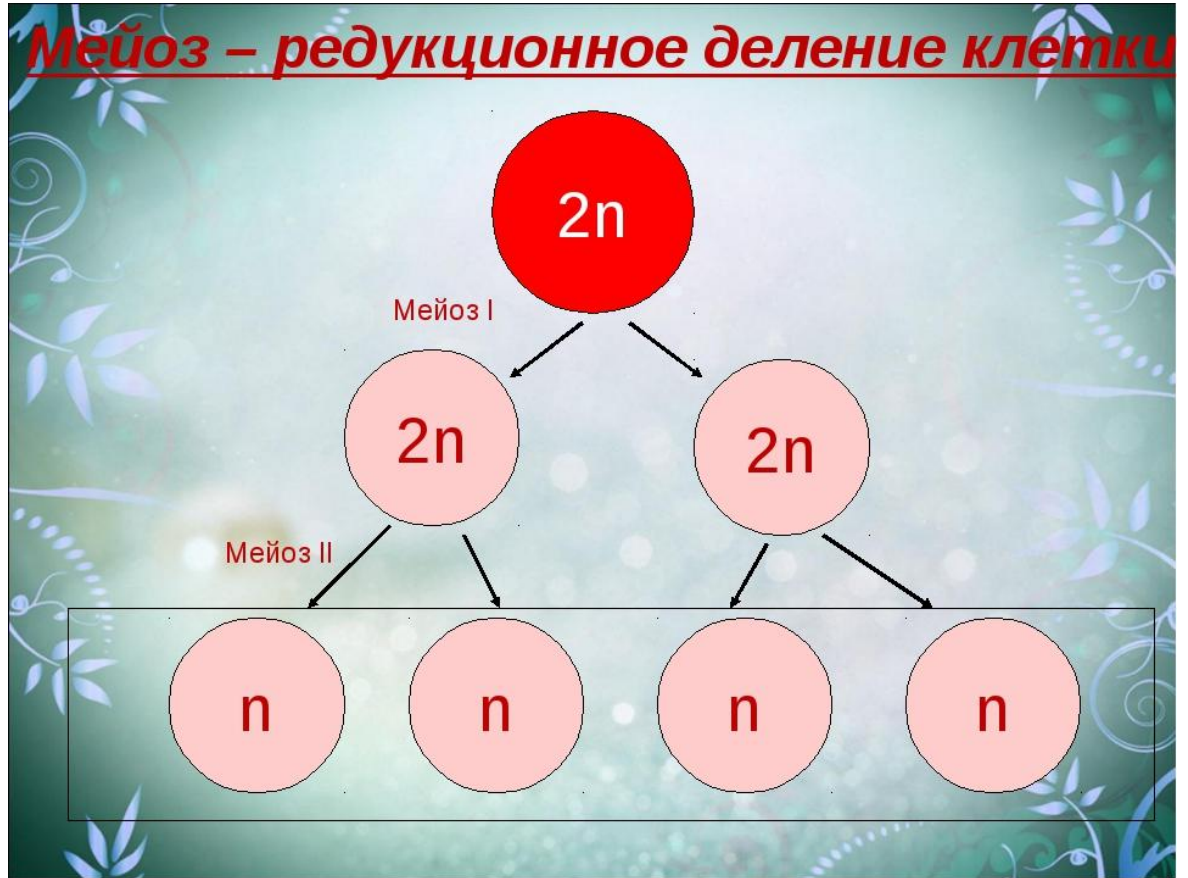 Мейоз – редукционное деление клетки
2n
Мейоз I
2n
2n
Мейоз II
n
n
n
n